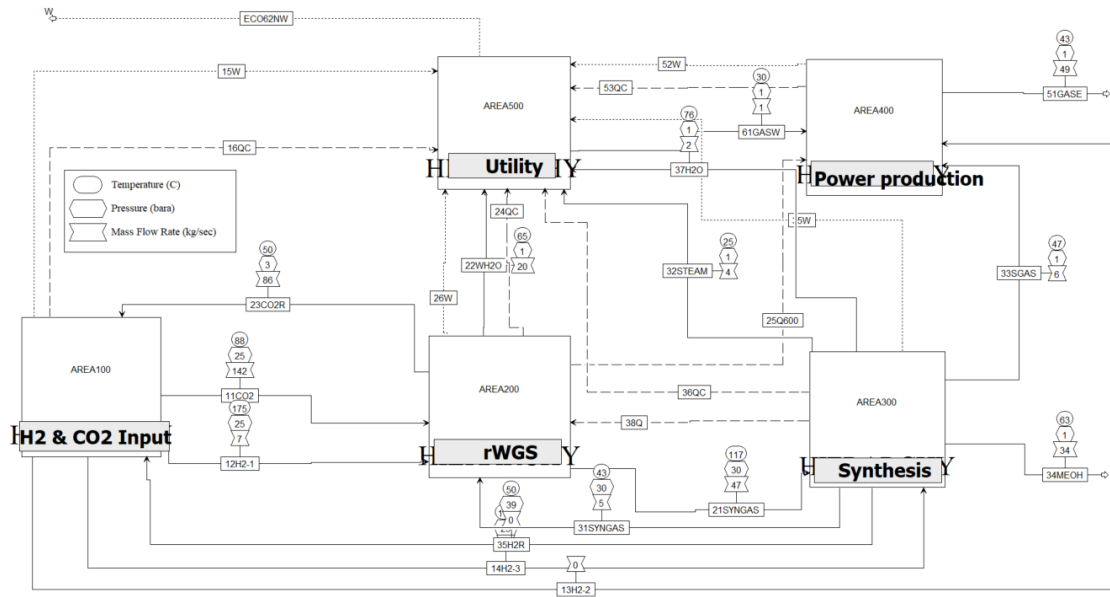 W
ECO62NW
15W
16QC
Temperature (C)
Pressure (bara)
Mass Flow Rate (kg/sec)
AREA500
Utility
52W
53QC
30
1
1
61GASW
76
1
2
37H2O
AREA400
Power production
43
1
49
51GASE
24QC
65
1
20
22WH2O
26W
25
1
4
32STEAM
47
1
6
33SGAS
50
3
86
23CO2R
AREA100
H2 & CO2 Input
88
25
142
11CO2
175
25
7
12H2-1
AREA200
rWGS
25Q600
36QC
38Q
AREA300
Synthesis
63
1
34
34MEOH
117
30
47
21SYNGAS
43
30
5
31SYNGAS
50
39
0
35H2R
14H2-3
0
13H2-2